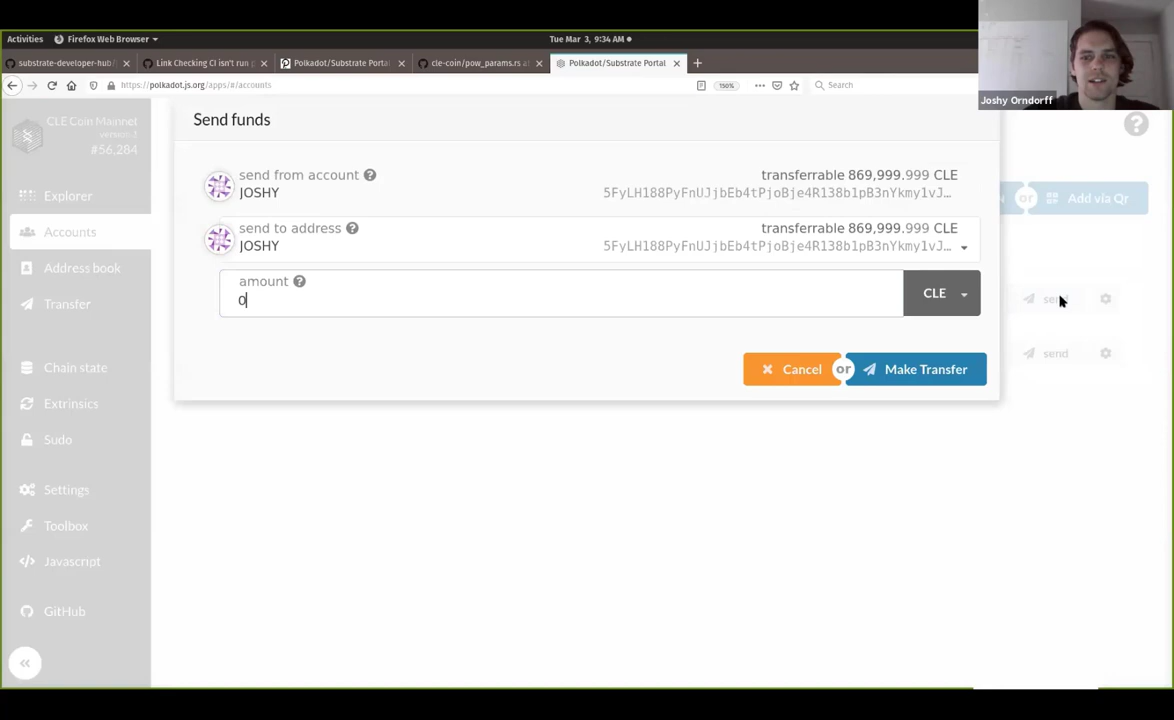 Activities
Firefox Web Browser
Tue Mar 3, 9:34 AM
substrate-developer-hub/
Link Checking CI isn't run
Polkadot/Substrate Portal
cle-coin/pow_params.rs at
Polkadot/Substrate Portal
https://polkadot.js.org/apps/#/accounts
150%
Search
Joshy Orndorff
CLE Coin Mainnet
#56,284
Explorer
Accounts
Address book
Transfer
Chain state
Extrinsics
Sudo
Settings
Toolbox
Javascript
GitHub
Send funds
send from account
JOSHY
transferrable 869,999.999 CLE
5FyLH188PyFnUJjbEb4tPjoBje4R138b1pB3nYkmy1vJ…
send to address
JOSHY
transferrable 869,999.999 CLE
5FyLH188PyFnUJjbEb4tPjoBje4R138b1pB3nYkmy1vJ…
amount
0
CLE
Cancel
or
Make Transfer
or
Add via Qr
send
send